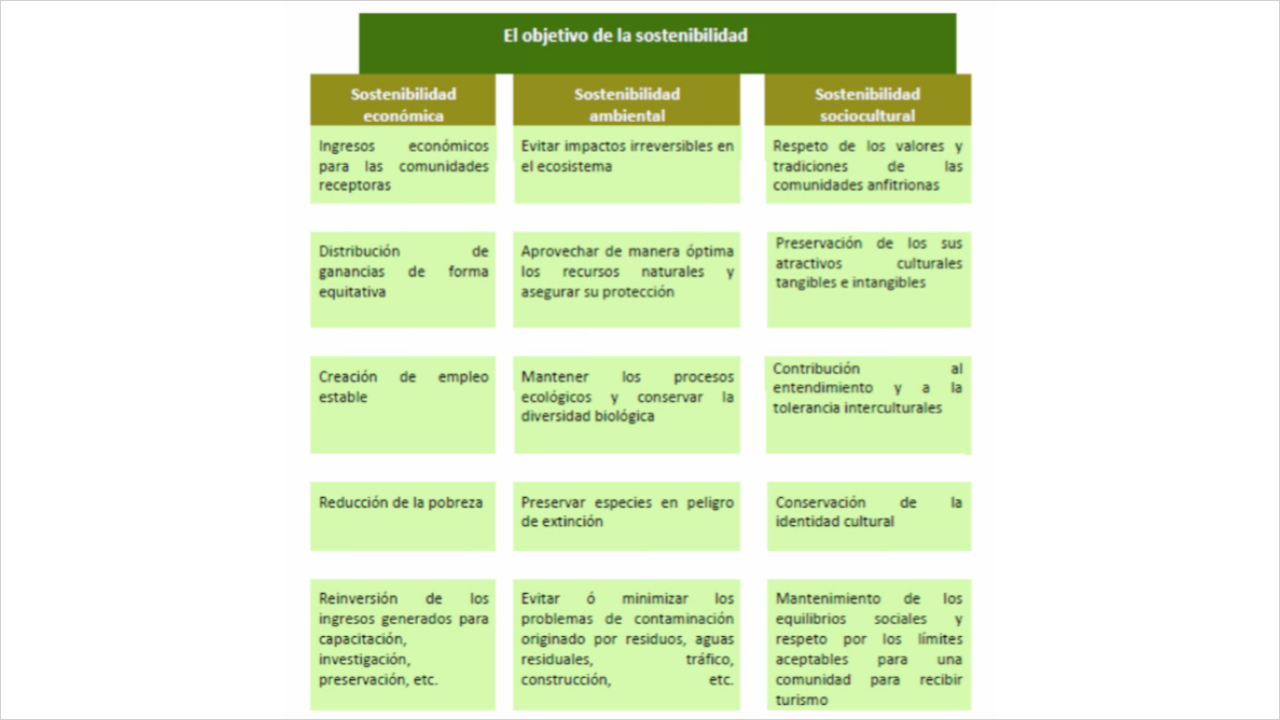 El objetivo de la sostenibilidad
Sostenibilidad
económica
Sostenibilidad
ambiental
Sostenibilidad
sociocultural
Ingresos económicos
para las comunidades
receptoras
Evitar impactos irreversibles en
el ecosistema
Respeto de los valores y
tradiciones de las
comunidades anfitrionas
Distribución de
ganancias de forma
equitativa
Aprovechar de manera óptima
los recursos naturales y
asegurar su protección
Preservación de los sus
atractivos culturales
tangibles e intangibles
Creación de empleo
estable
Mantener los procesos
ecológicos y conservar la
diversidad biológica
Contribución al
entendimiento y a la
tolerancia interculturales
Reducción de la pobreza
Preservar especies en peligro
de extinción
Conservación de la
identidad cultural
Reinversión de los
ingresos generados para
capacitación,
investigación,
preservación, etc.
Evitar ó minimizar los
problemas de contaminación
originado por residuos, aguas
residuales, tráfico,
construcción, etc.
Mantenimiento de los
equilibrios sociales y
respeto por los límites
aceptables para una
comunidad para recibir
turismo